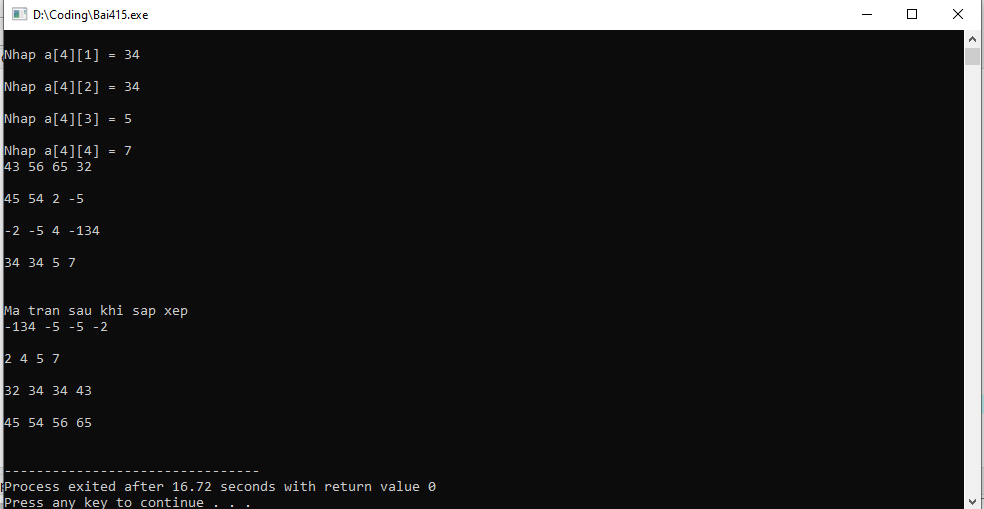 D:\Coding\Bai415.exe
Nhap a[4][1] = 34
Nhap a[4][2] = 34
Nhap a[4][3] = 5
Nhap a[4][4] = 7
43 56 65 32
45 54 2 -5
-2 -5 4 -134
34 34 5 7
Ma tran sau khi sap xep
-134 -5 -5 -2
2 4 5 7
32 34 34 43
45 54 56 65
--------------------------------
Process exited after 16.72 seconds with return value 0
Press any key to continue . . .